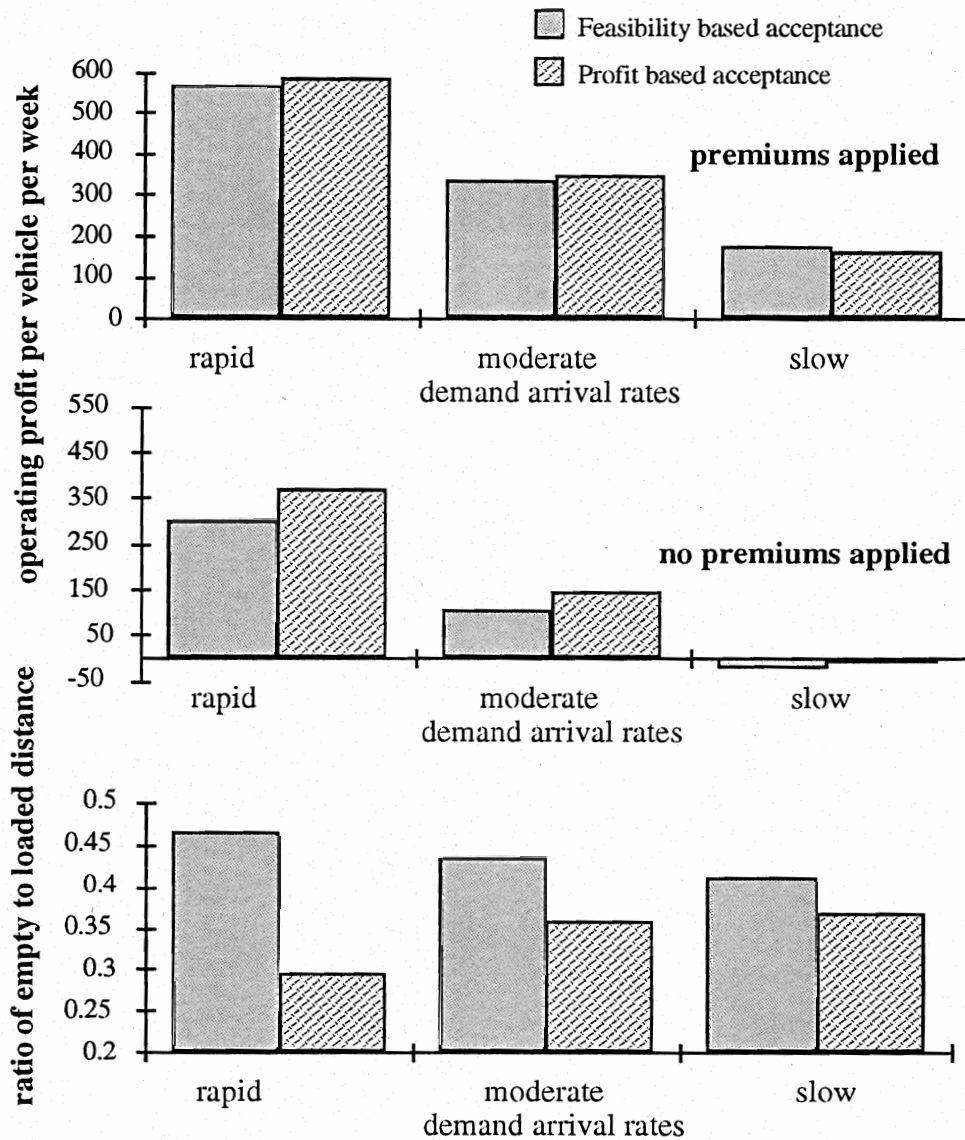 Feasibility based acceptance
Profit based acceptance
operating profit per vehicle per week
600
500
400
300
200
100
0
premiums applied
rapid
moderate
slow
demand arrival rates
550
450
350
250
150
50
-50
no premiums applied
rapid
moderate
slow
demand arrival rates
ratio of empty to loaded distance
0.5
0.45
0.4
0.35
0.3
0.25
0.2
rapid
moderate
slow
demand arrival rates